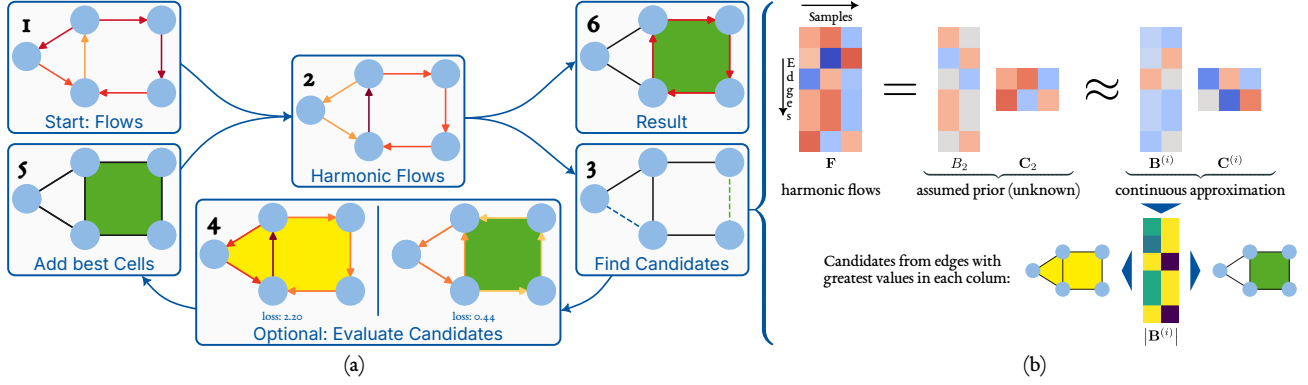 1
Start: Flows
5
Add best Cells
2
Harmonic Flows
4
loss: 2.20
loss: 0.44
Optional: Evaluate Candidates
6
Result
3
Find Candidates
(a)
Samples
Edges
=
≈
F
B₂
C₂
B⁽ⁱ⁾
C⁽ⁱ⁾
harmonic flows
assumed prior (unknown)
continuous approximation
Candidates from edges with
greatest values in each colum:
|B⁽ⁱ⁾|
(b)